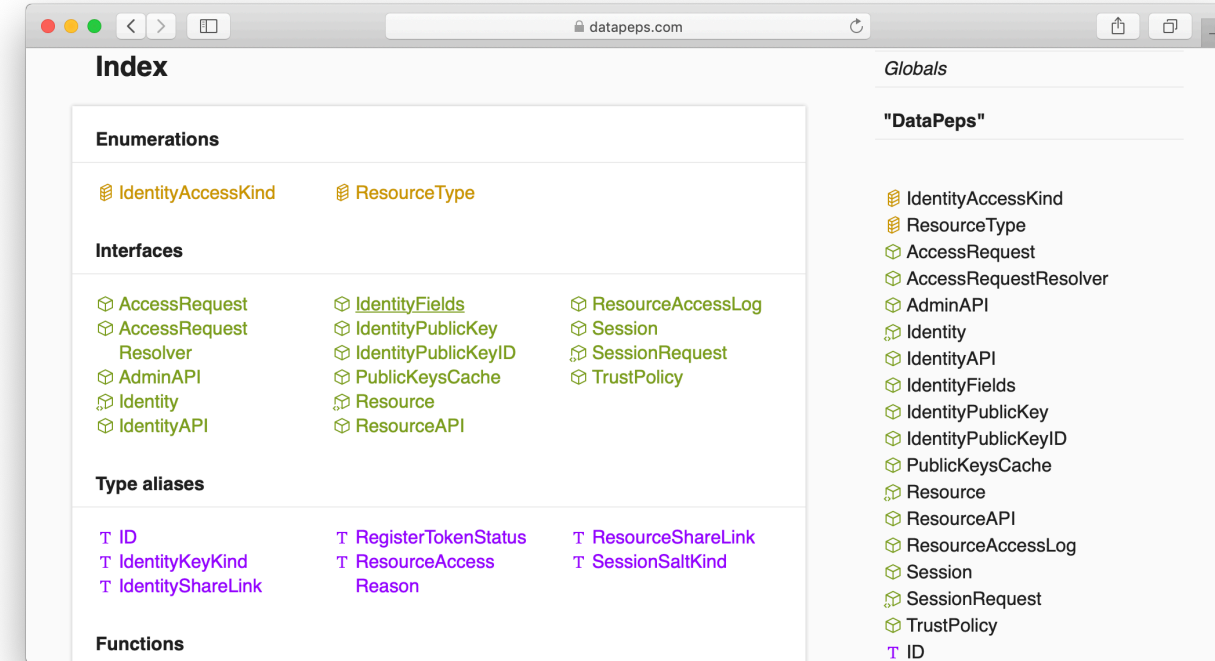 datapeps.com
Index
Enumerations
IdentityAccessKind
ResourceType
Interfaces
AccessRequest
AccessRequest
Resolver
AdminAPI
Identity
IdentityAPI
IdentityFields
IdentityPublicKey
IdentityPublicKeyID
PublicKeysCache
Resource
ResourceAPI
ResourceAccessLog
Session
SessionRequest
TrustPolicy
Type aliases
T ID
T IdentityKeyKind
T IdentityShareLink
T RegisterTokenStatus
T ResourceAccess
Reason
T ResourceShareLink
T SessionSaltKind
Functions
Globals
"DataPeps"
IdentityAccessKind
ResourceType
AccessRequest
AccessRequestResolver
AdminAPI
Identity
IdentityAPI
IdentityFields
IdentityPublicKey
IdentityPublicKeyID
PublicKeysCache
Resource
ResourceAPI
ResourceAccessLog
Session
SessionRequest
TrustPolicy
T ID